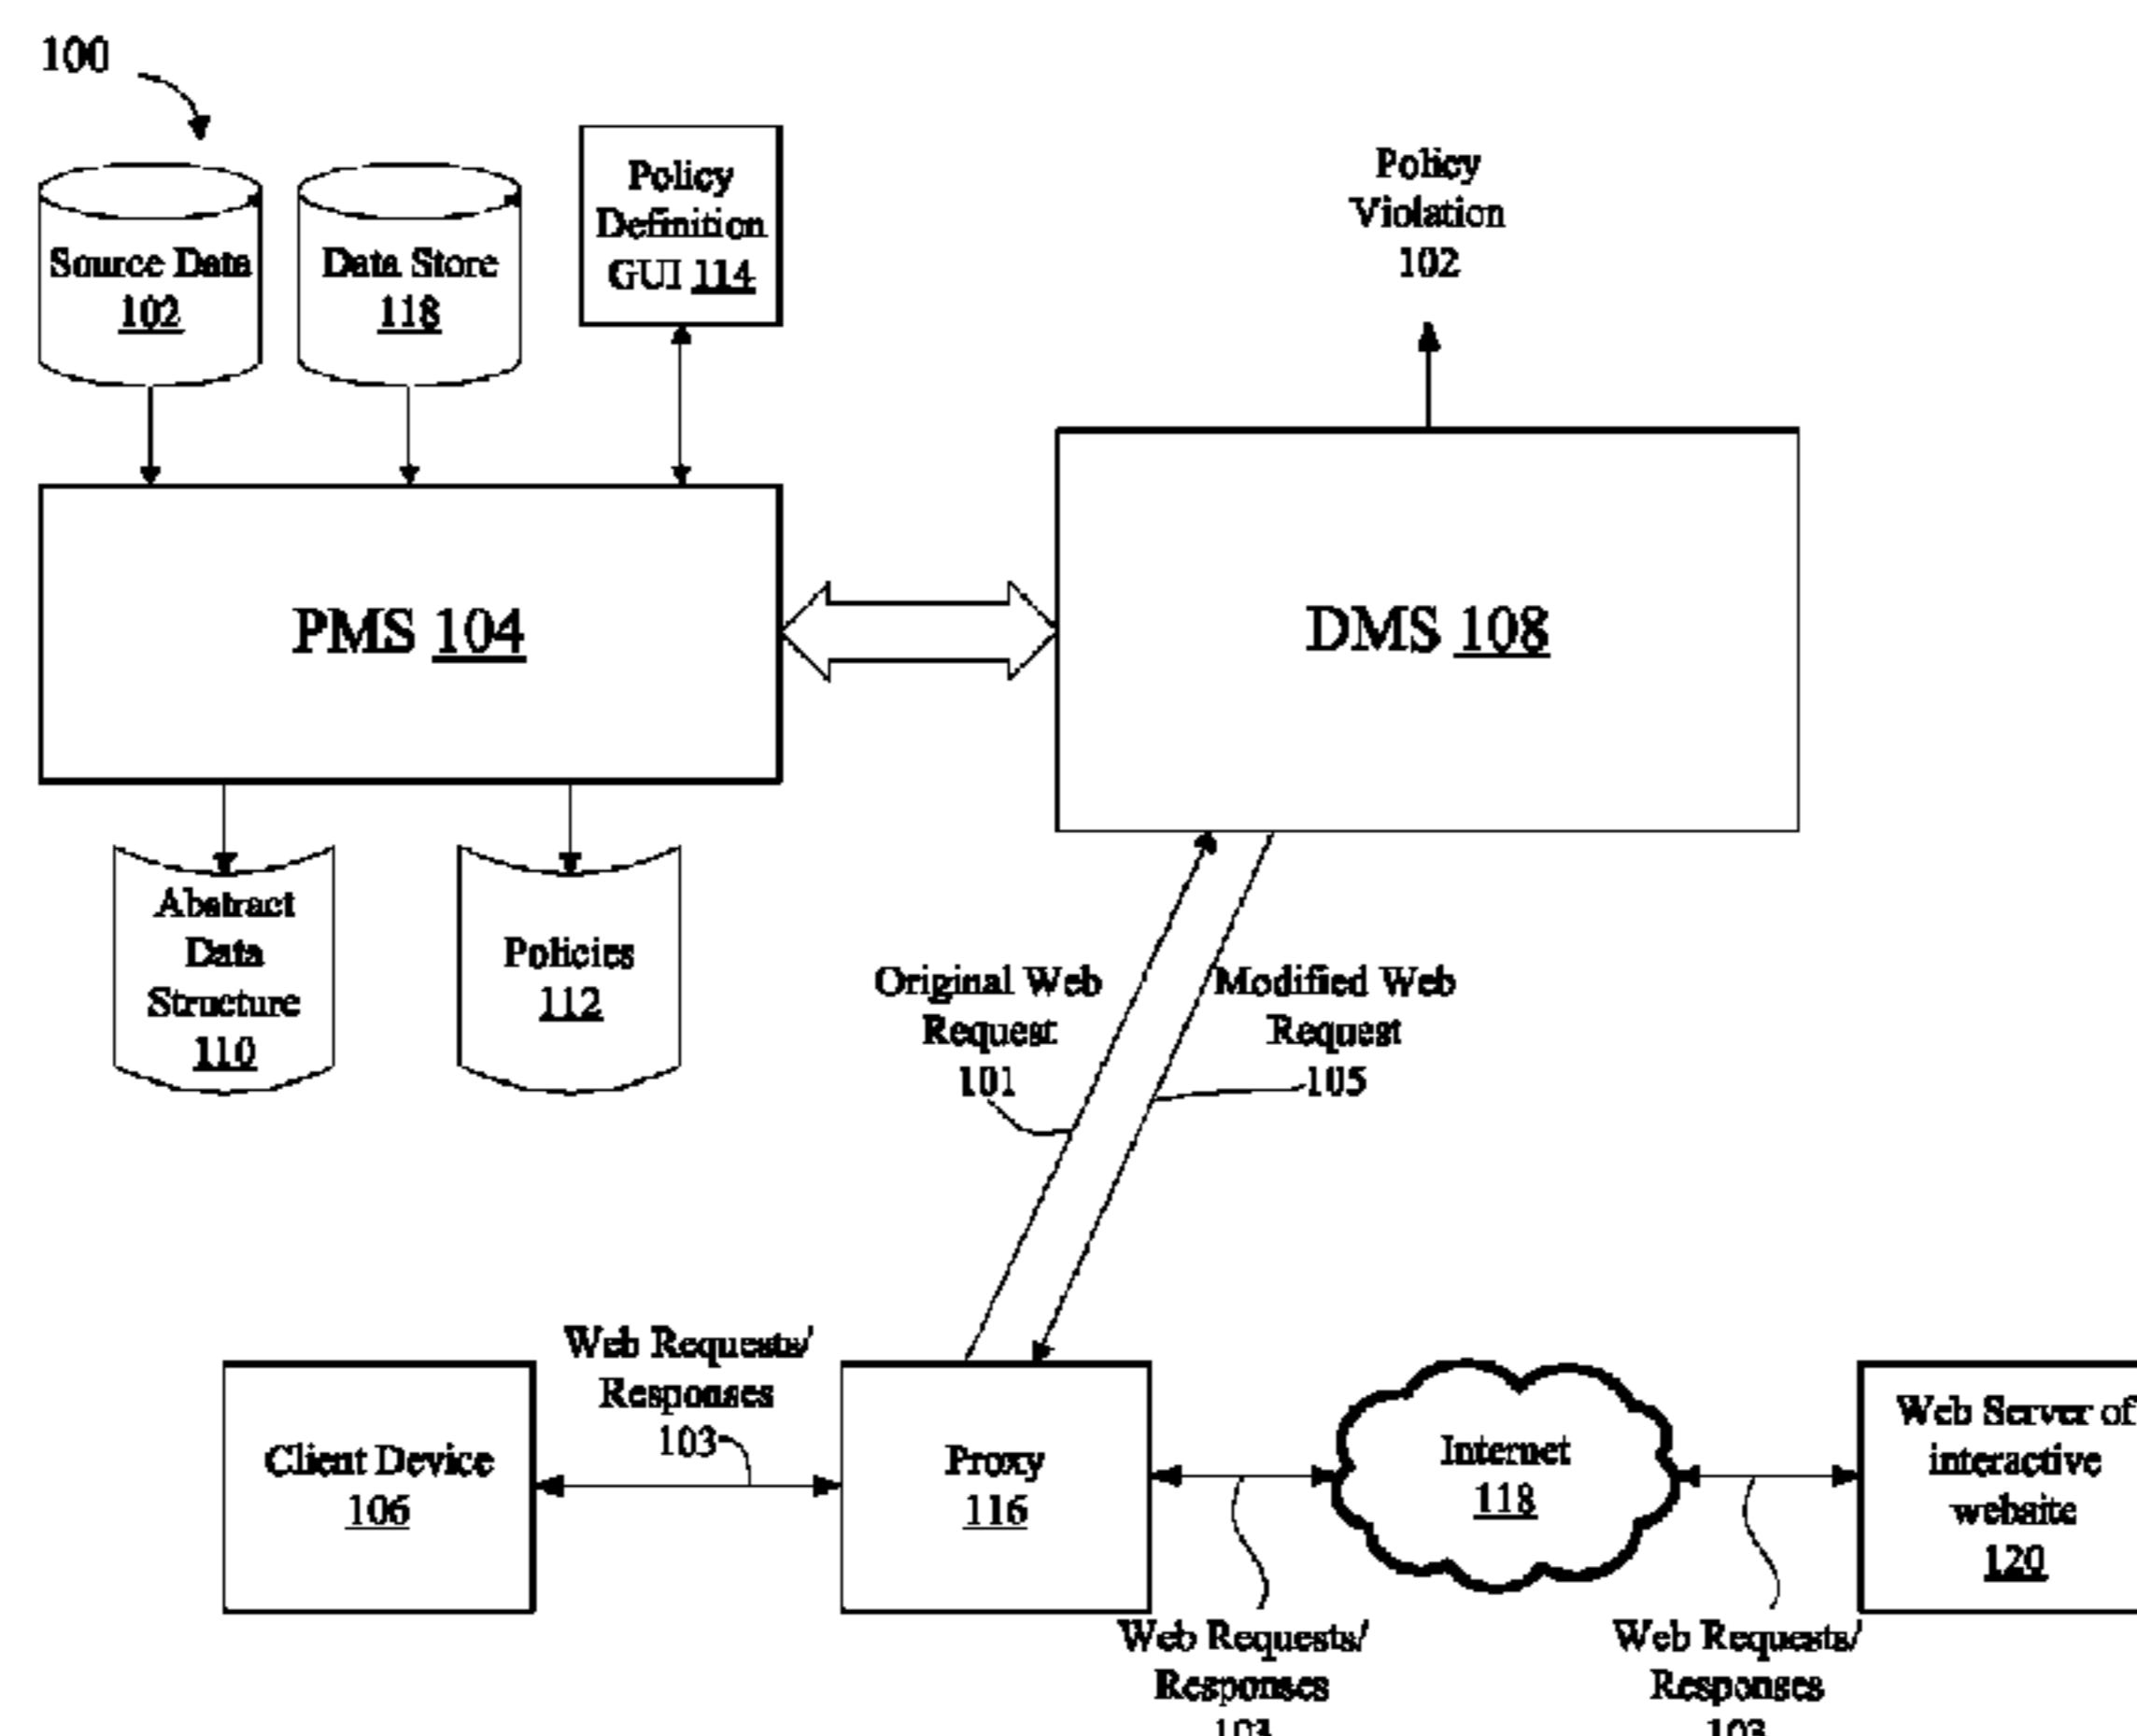 100
Source Data
102
Data Store
118
Policy
Definition
GUI 114
Policy
Violation
102
PMS 104
DMS 108
Abstract
Data
Structure
110
Policies
112
Original Web
Request
101
Modified Web
Request
105
Web Requests/
Responses
103
Client Device
106
Proxy
116
Internet
118
Web Server of
interactive
website
120
Web Requests/
Responses
103
Web Requests/
Responses
103